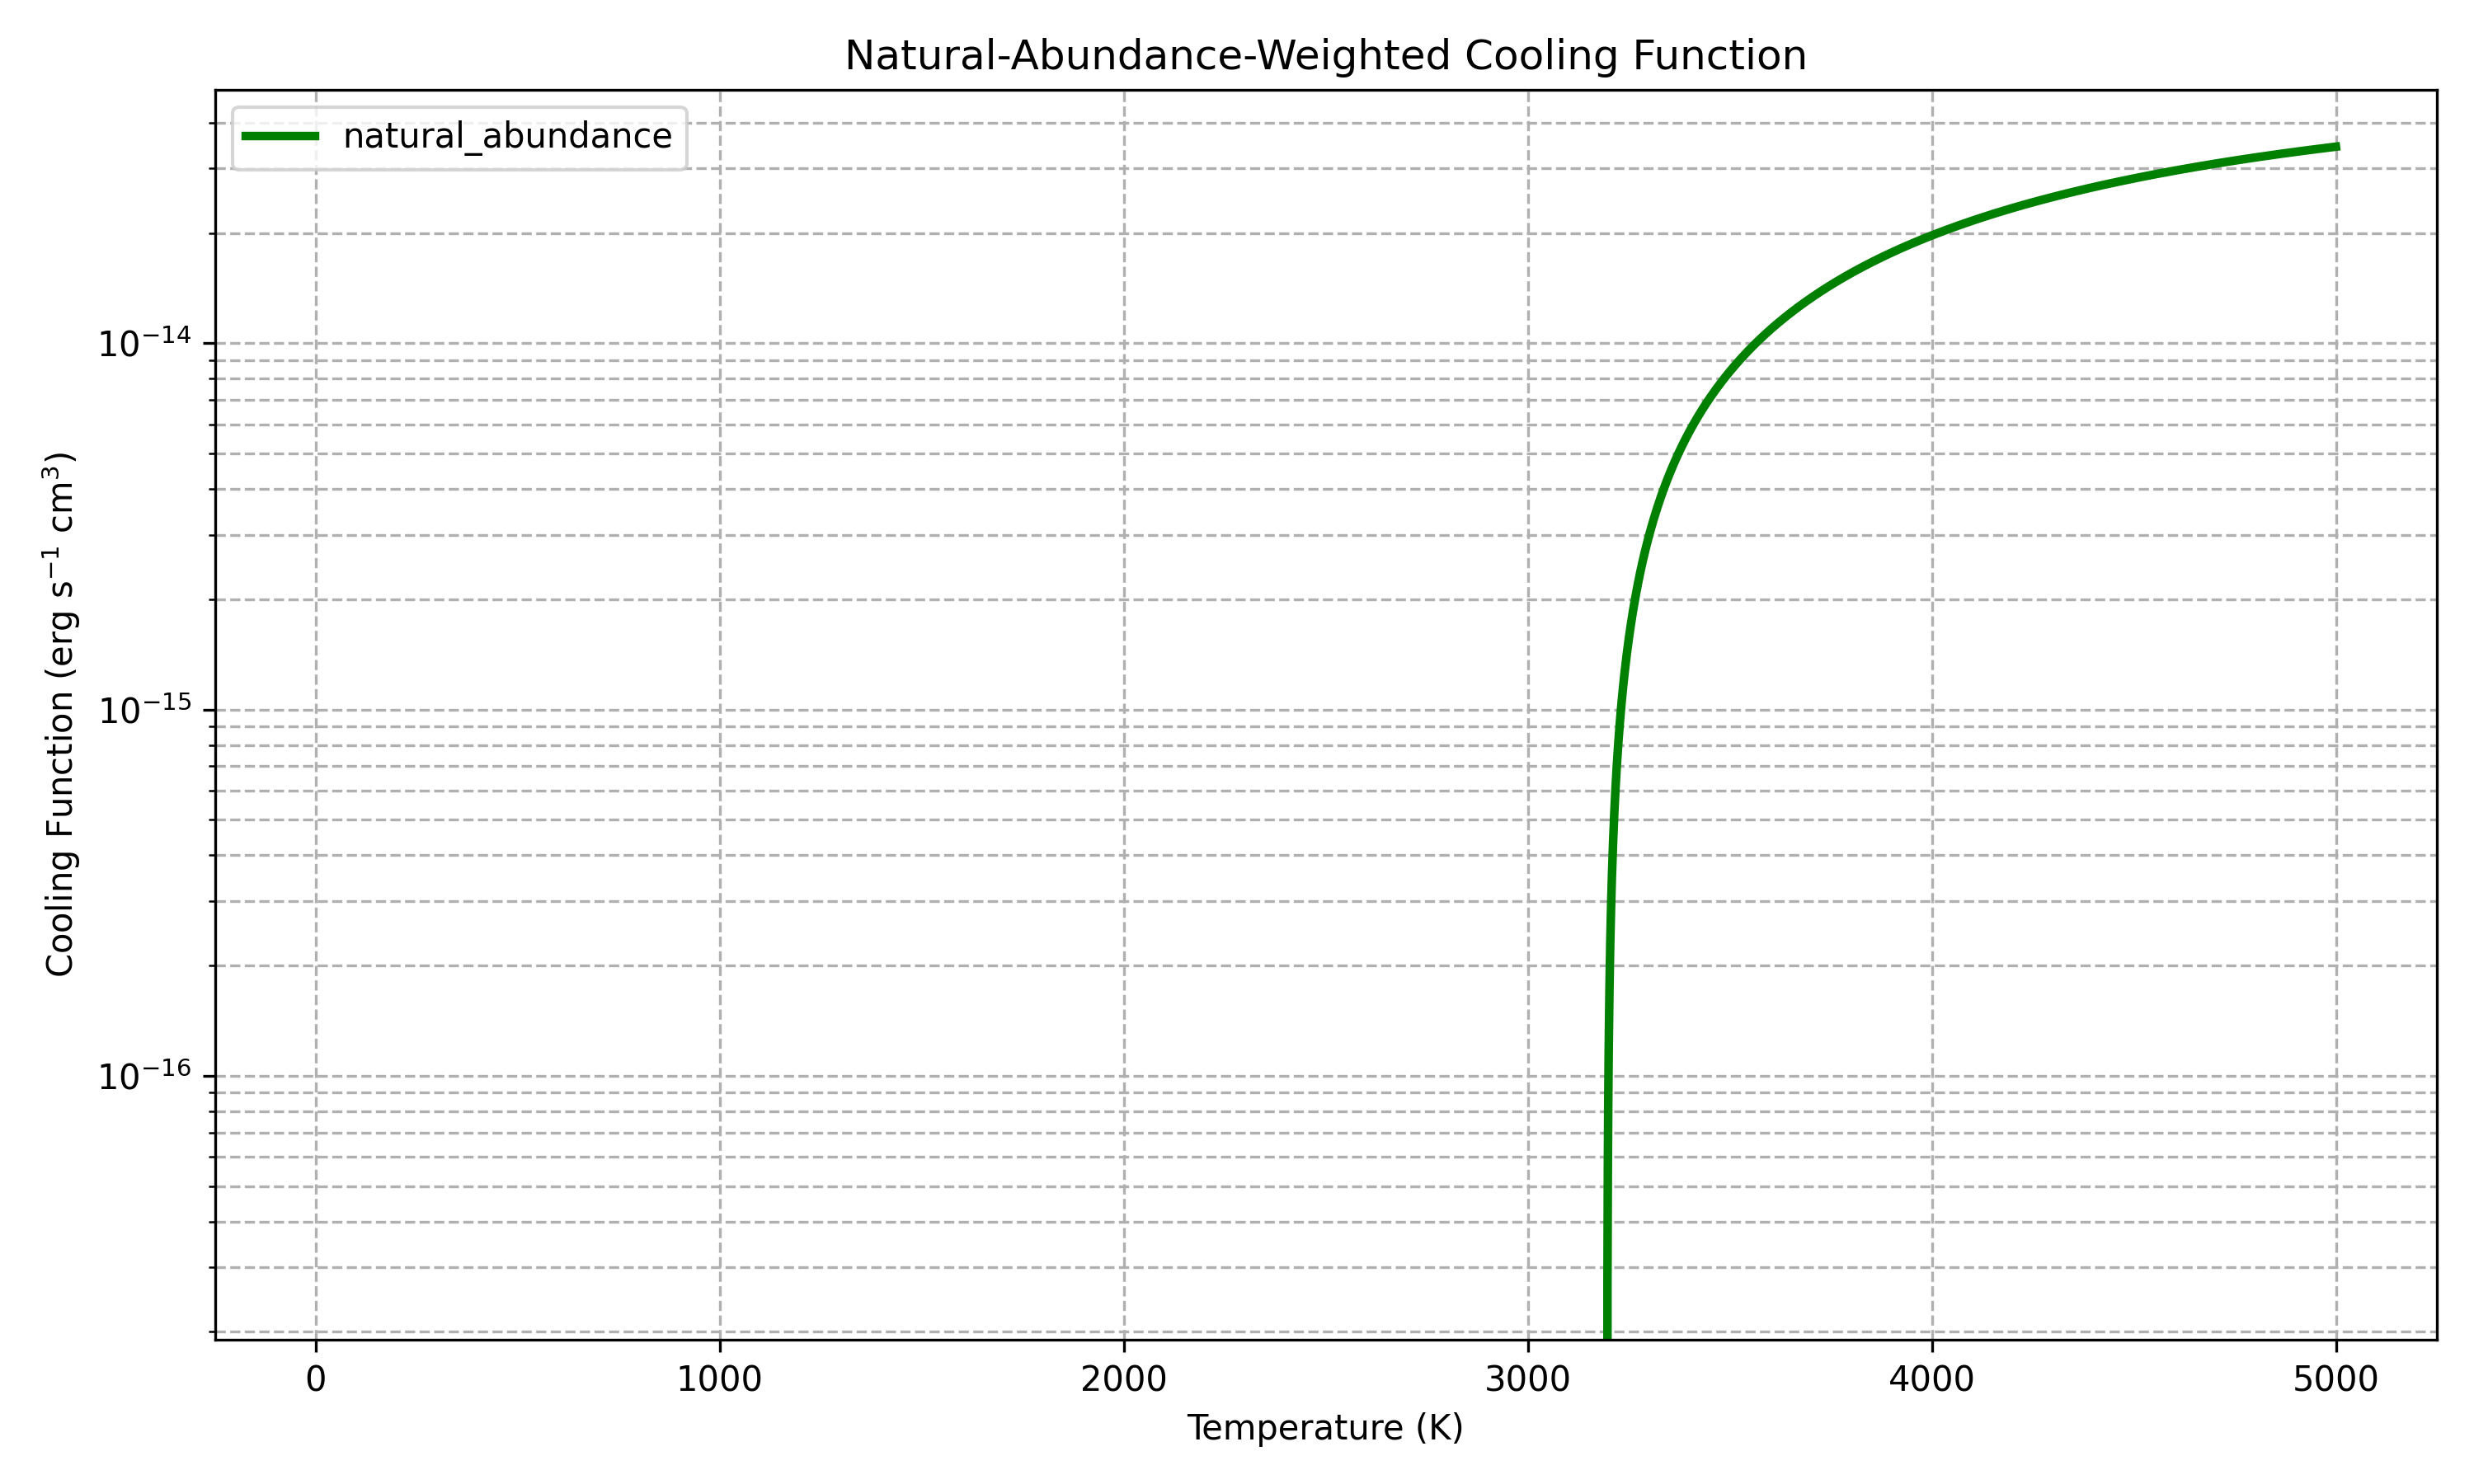 Natural-Abundance-Weighted Cooling Function
natural_abundance
Cooling Function (erg s⁻¹ cm³)
10⁻¹⁴
10⁻¹⁵
10⁻¹⁶
0 1000 2000 3000 4000 5000
Temperature (K)